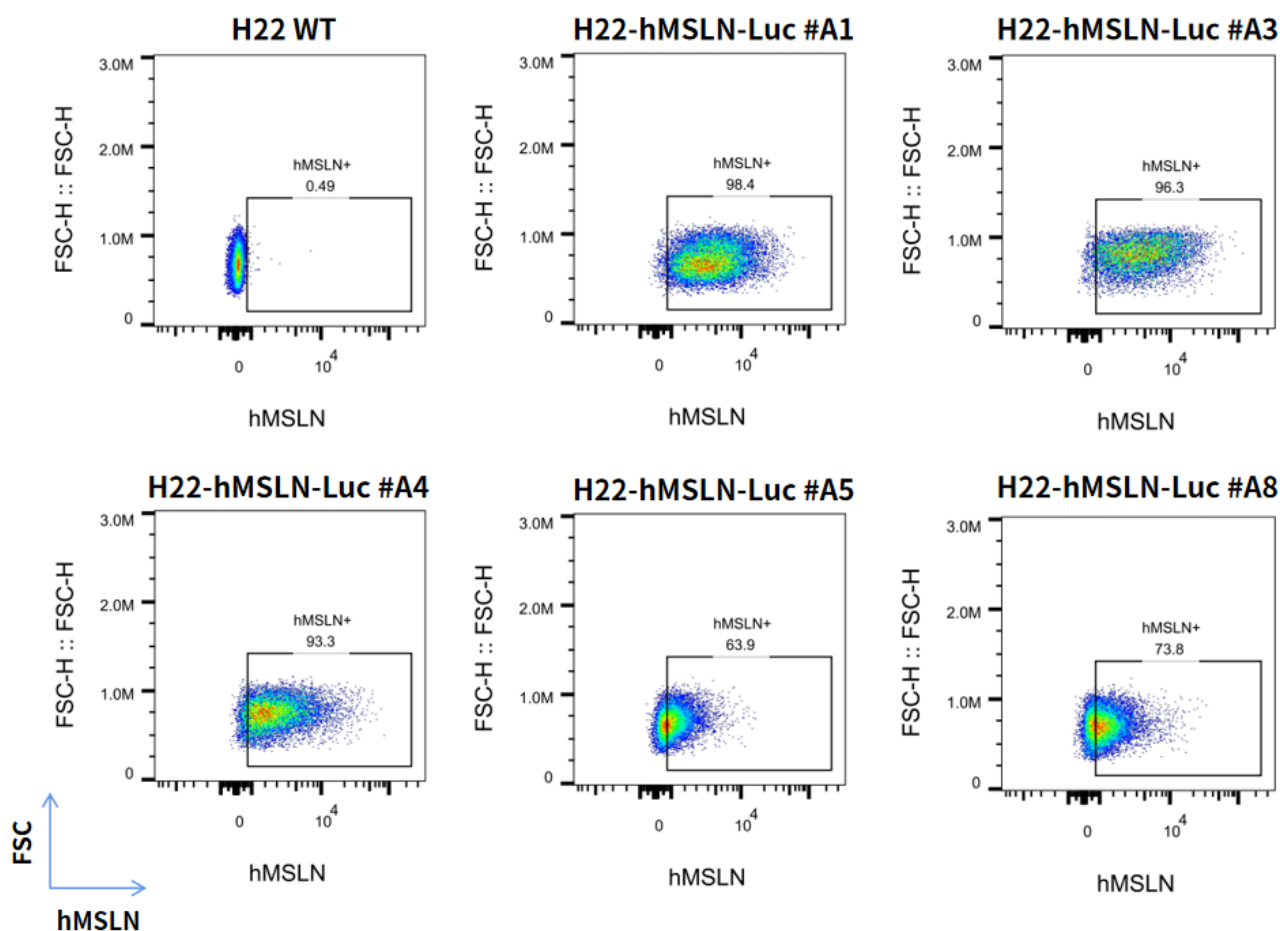 H22 WT
3.0M
2.0M
1.0M
0
FSC-H :: FSC-H
hMSLN+
0.49
0
10^4
hMSLN
H22-hMSLN-Luc #A1
3.0M
2.0M
1.0M
0
FSC-H :: FSC-H
hMSLN+
98.4
0
10^4
hMSLN
H22-hMSLN-Luc #A3
3.0M
2.0M
1.0M
0
FSC-H :: FSC-H
hMSLN+
96.3
0
10^4
hMSLN
H22-hMSLN-Luc #A4
3.0M
2.0M
1.0M
0
FSC-H :: FSC-H
hMSLN+
93.3
0
10^4
hMSLN
H22-hMSLN-Luc #A5
3.0M
2.0M
1.0M
0
FSC-H :: FSC-H
hMSLN+
63.9
0
10^4
hMSLN
H22-hMSLN-Luc #A8
3.0M
2.0M
1.0M
0
FSC-H :: FSC-H
hMSLN+
73.8
0
10^4
hMSLN
FSC
hMSLN